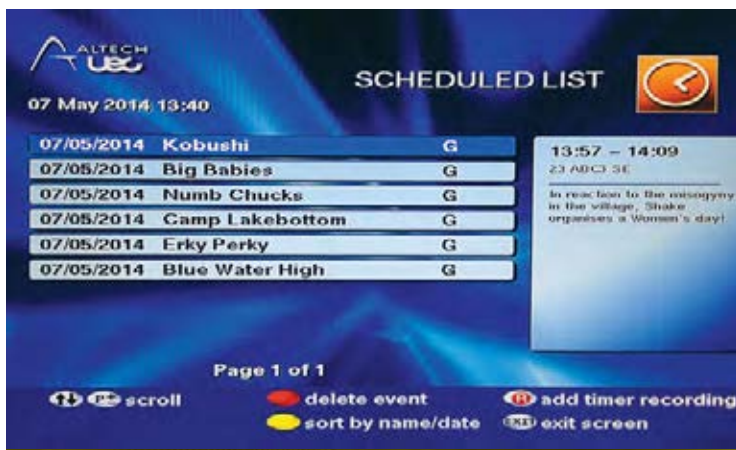 ALTECH
UEC
SCHEDULED LIST
07 May 2014 13:40
07/05/2014 Kobushi G
07/05/2014 Big Babies G
07/05/2014 Numb Chucks G
07/05/2014 Camp Lakebottom G
07/05/2014 Erky Perky G
07/05/2014 Blue Water High G
13:57 – 14:09
23 ABC3 SE
In reaction to the misogyny
in the village, Shake
organises a Women's day!
Page 1 of 1
scroll
delete event
R add timer recording
sort by name/date
EXIT exit screen